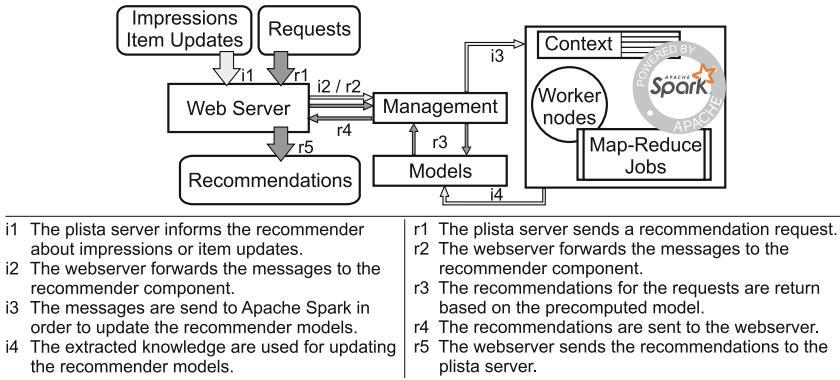 Impressions
Item Updates
Requests
i1
r1
i2 / r2
i3
Context
POWERED BY
APACHE
Spark
APACHE
Web Server
Management
Worker
nodes
r4
r3
r5
Map-Reduce
Jobs
Recommendations
Models
i4
i1 The plista server informs the recommender
about impressions or item updates.
i2 The webserver forwards the messages to the
recommender component.
i3 The messages are send to Apache Spark in
order to update the recommender models.
i4 The extracted knowledge are used for updating
the recommender models.
r1 The plista server sends a recommendation request.
r2 The webserver forwards the messages to the
recommender component.
r3 The recommendations for the requests are return
based on the precomputed model.
r4 The recommendations are sent to the webserver.
r5 The webserver sends the recommendations to the
plista server.